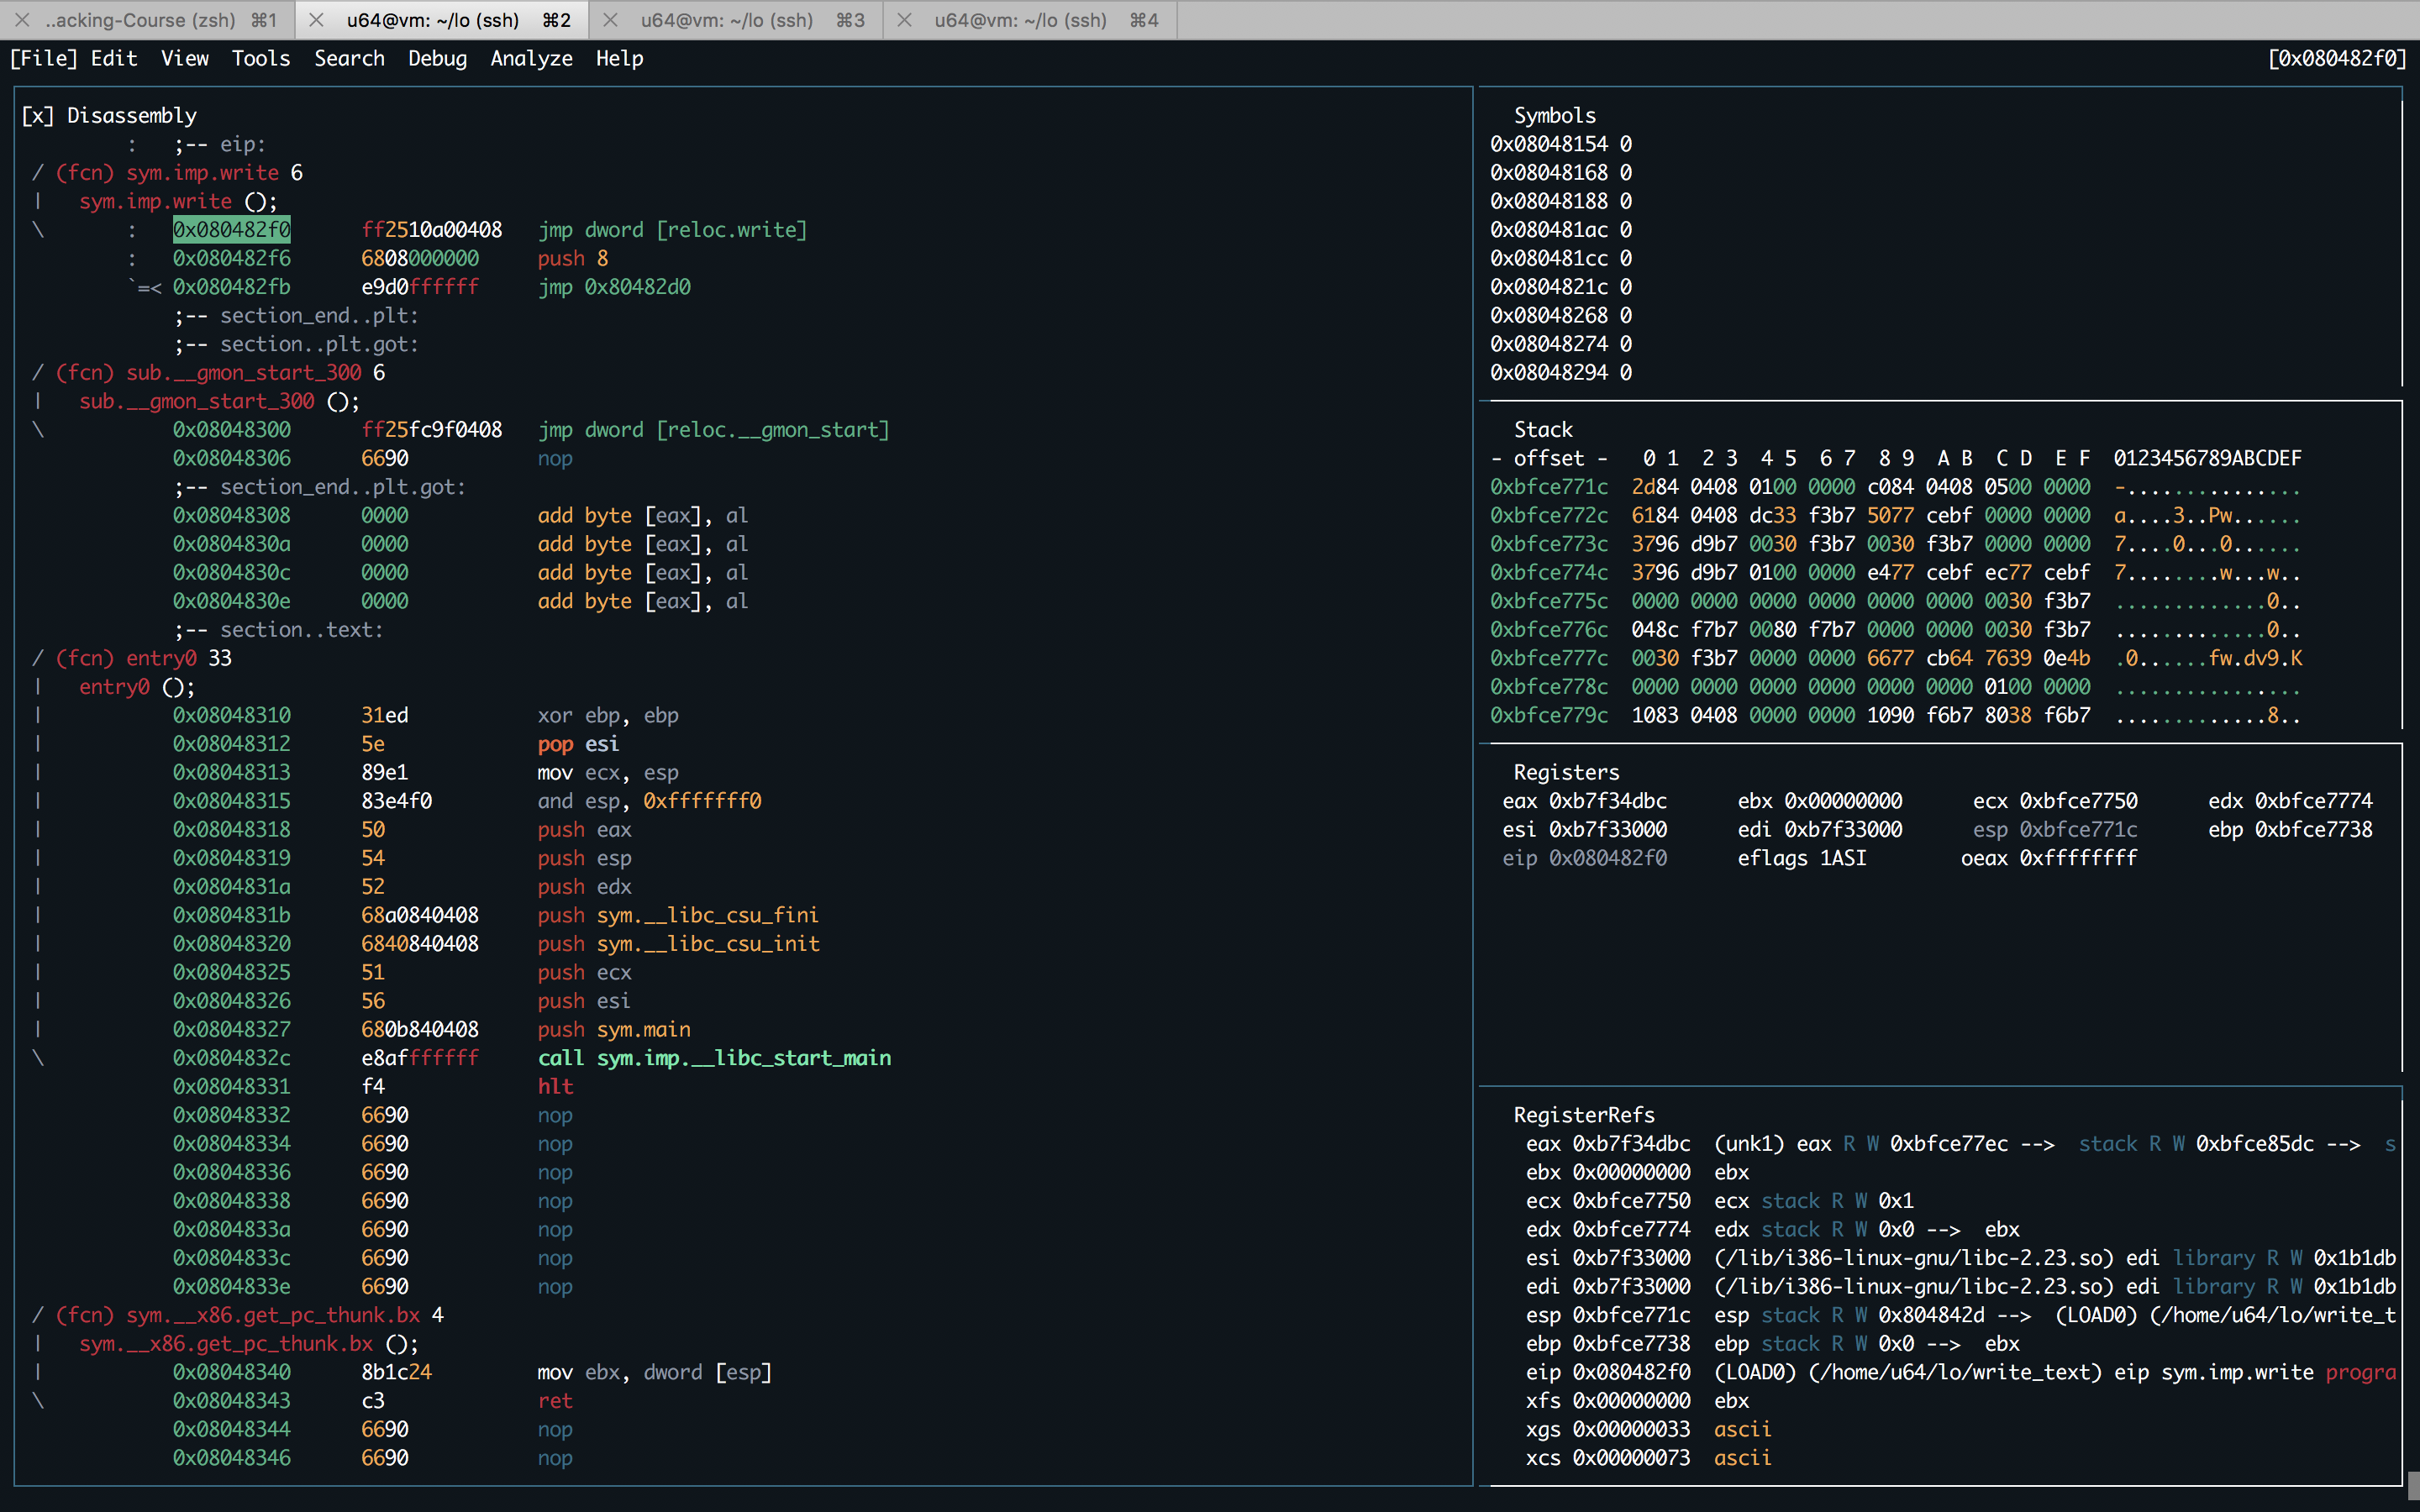 ..acking-Course (zsh) ⌘1 u64@vm: ~/lo (ssh) ⌘2 u64@vm: ~/lo (ssh) ⌘3 u64@vm: ~/lo (ssh) ⌘4
[File] Edit View Tools Search Debug Analyze Help [0x080482f0]
[x] Disassembly
: ;-- eip:
/ (fcn) sym.imp.write 6
| sym.imp.write ();
\ : 0x080482f0 ff2510a00408 jmp dword [reloc.write]
: 0x080482f6 6808000000 push 8
`=< 0x080482fb e9d0ffffff jmp 0x80482d0
;-- section_end..plt:
;-- section..plt.got:
/ (fcn) sub.__gmon_start_300 6
| sub.__gmon_start_300 ();
\ 0x08048300 ff25fc9f0408 jmp dword [reloc.__gmon_start]
0x08048306 6690 nop
;-- section_end..plt.got:
0x08048308 0000 add byte [eax], al
0x0804830a 0000 add byte [eax], al
0x0804830c 0000 add byte [eax], al
0x0804830e 0000 add byte [eax], al
;-- section..text:
/ (fcn) entry0 33
| entry0 ();
| 0x08048310 31ed xor ebp, ebp
| 0x08048312 5e pop esi
| 0x08048313 89e1 mov ecx, esp
| 0x08048315 83e4f0 and esp, 0xfffffff0
| 0x08048318 50 push eax
| 0x08048319 54 push esp
| 0x0804831a 52 push edx
| 0x0804831b 68a0840408 push sym.__libc_csu_fini
| 0x08048320 6840840408 push sym.__libc_csu_init
| 0x08048325 51 push ecx
| 0x08048326 56 push esi
| 0x08048327 680b840408 push sym.main
\ 0x0804832c e8afffffff call sym.imp.__libc_start_main
0x08048331 f4 hlt
0x08048332 6690 nop
0x08048334 6690 nop
0x08048336 6690 nop
0x08048338 6690 nop
0x0804833a 6690 nop
0x0804833c 6690 nop
0x0804833e 6690 nop
/ (fcn) sym.__x86.get_pc_thunk.bx 4
| sym.__x86.get_pc_thunk.bx ();
| 0x08048340 8b1c24 mov ebx, dword [esp]
\ 0x08048343 c3 ret
0x08048344 6690 nop
0x08048346 6690 nop
Symbols
0x08048154 0
0x08048168 0
0x08048188 0
0x080481ac 0
0x080481cc 0
0x0804821c 0
0x08048268 0
0x08048274 0
0x08048294 0
Stack
- offset - 0 1 2 3 4 5 6 7 8 9 A B C D E F 0123456789ABCDEF
0xbfce771c 2d84 0408 0100 0000 c084 0408 0500 0000 -...............
0xbfce772c 6184 0408 dc33 f3b7 5077 cebf 0000 0000 a....3..Pw......
0xbfce773c 3796 d9b7 0030 f3b7 0030 f3b7 0000 0000 7....0...0......
0xbfce774c 3796 d9b7 0100 0000 e477 cebf ec77 cebf 7........w...w..
0xbfce775c 0000 0000 0000 0000 0000 0000 0030 f3b7 .............0..
0xbfce776c 048c f7b7 0080 f7b7 0000 0000 0030 f3b7 .............0..
0xbfce777c 0030 f3b7 0000 0000 6677 cb64 7639 0e4b .0......fw.dv9.K
0xbfce778c 0000 0000 0000 0000 0000 0000 0100 0000 ................
0xbfce779c 1083 0408 0000 0000 1090 f6b7 8038 f6b7 .............8..
Registers
eax 0xb7f34dbc ebx 0x00000000 ecx 0xbfce7750 edx 0xbfce7774
esi 0xb7f33000 edi 0xb7f33000 esp 0xbfce771c ebp 0xbfce7738
eip 0x080482f0 eflags 1ASI oeax 0xffffffff
RegisterRefs
eax 0xb7f34dbc (unk1) eax R W 0xbfce77ec --> stack R W 0xbfce85dc --> s
ebx 0x00000000 ebx
ecx 0xbfce7750 ecx stack R W 0x1
edx 0xbfce7774 edx stack R W 0x0 --> ebx
esi 0xb7f33000 (/lib/i386-linux-gnu/libc-2.23.so) edi library R W 0x1b1db
edi 0xb7f33000 (/lib/i386-linux-gnu/libc-2.23.so) edi library R W 0x1b1db
esp 0xbfce771c esp stack R W 0x804842d --> (LOAD0) (/home/u64/lo/write_t
ebp 0xbfce7738 ebp stack R W 0x0 --> ebx
eip 0x080482f0 (LOAD0) (/home/u64/lo/write_text) eip sym.imp.write progra
xfs 0x00000000 ebx
xgs 0x00000033 ascii
xcs 0x00000073 ascii